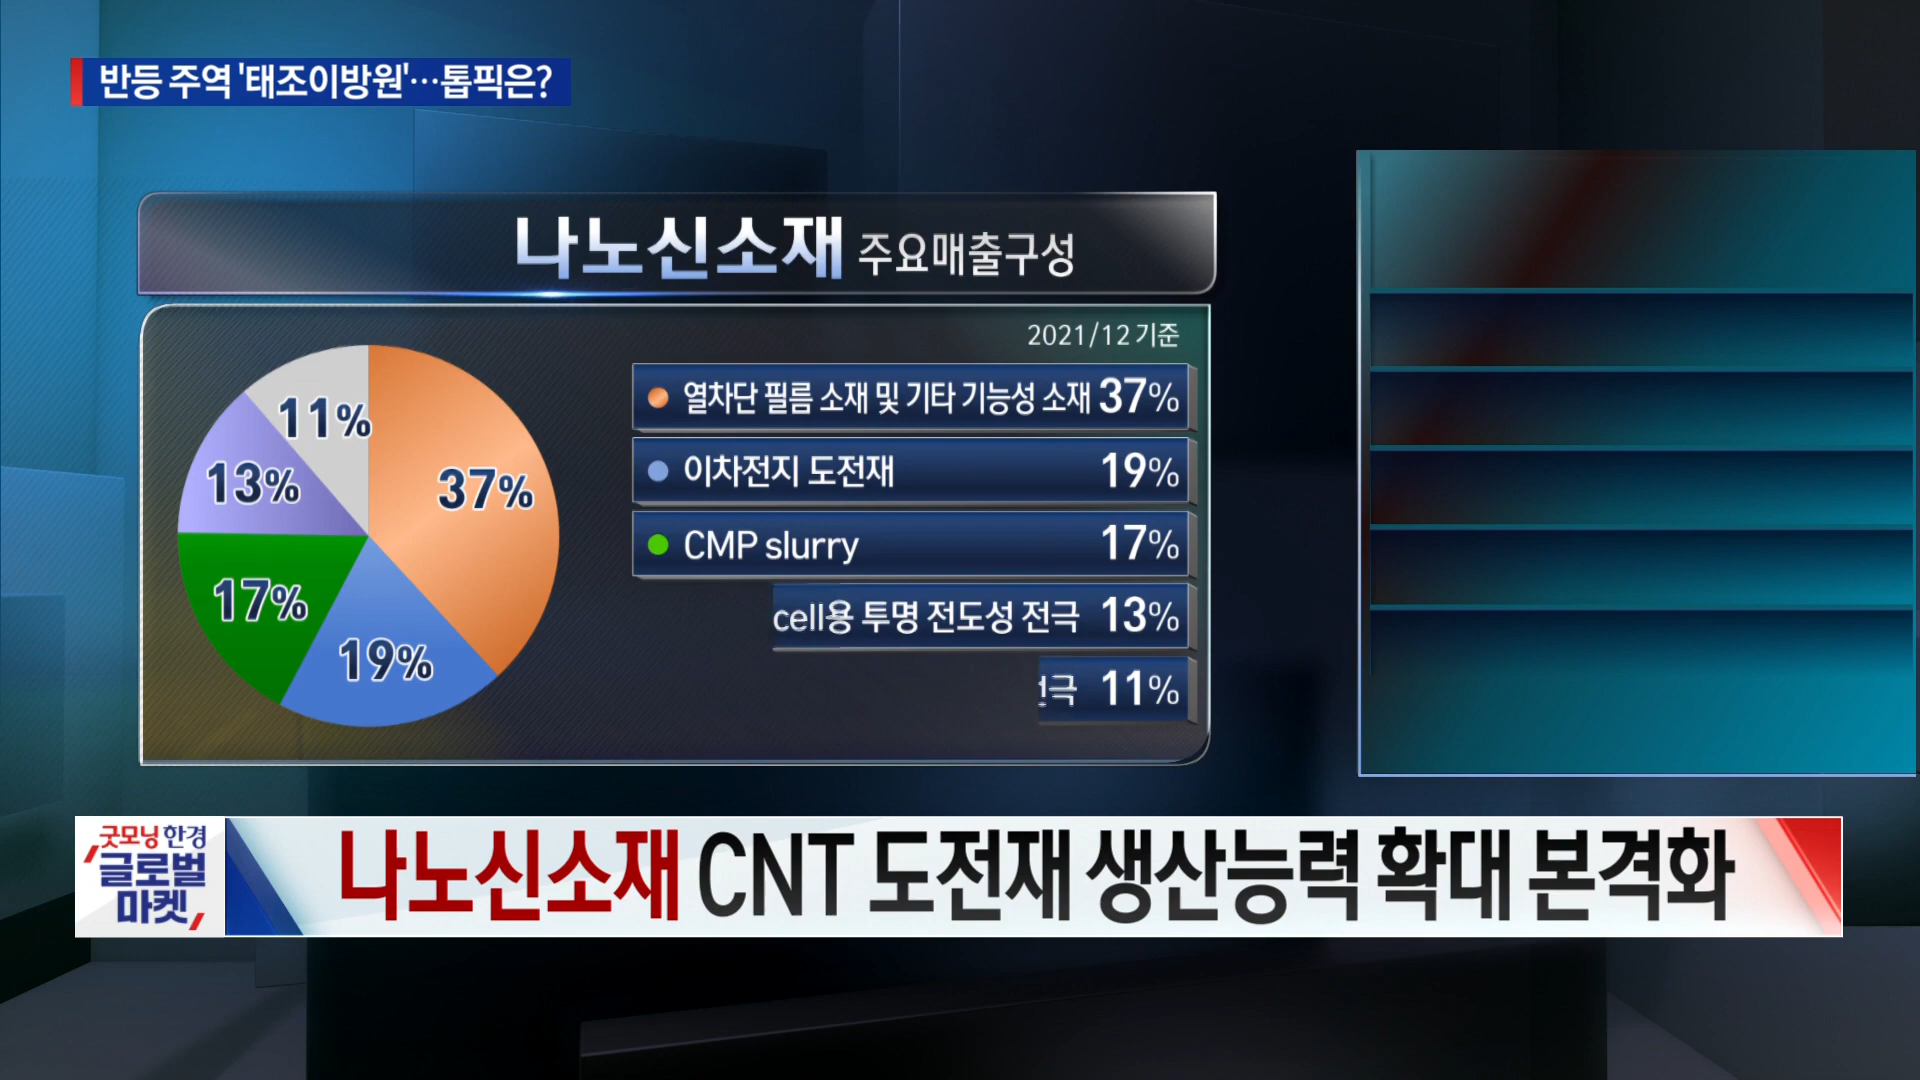 반등 주역 '태조이방원'…톱픽은?
나노신소재 주요매출구성
2021/12 기준
11%
13%
37%
17%
19%
열차단 필름 소재 및 기타 기능성 소재 37%
이차전지 도전재 19%
CMP slurry 17%
cell용 투명 전도성 전극 13%
11%
굿모닝 한경
글로벌
마켓
나노신소재 CNT 도전재 생산능력 확대 본격화